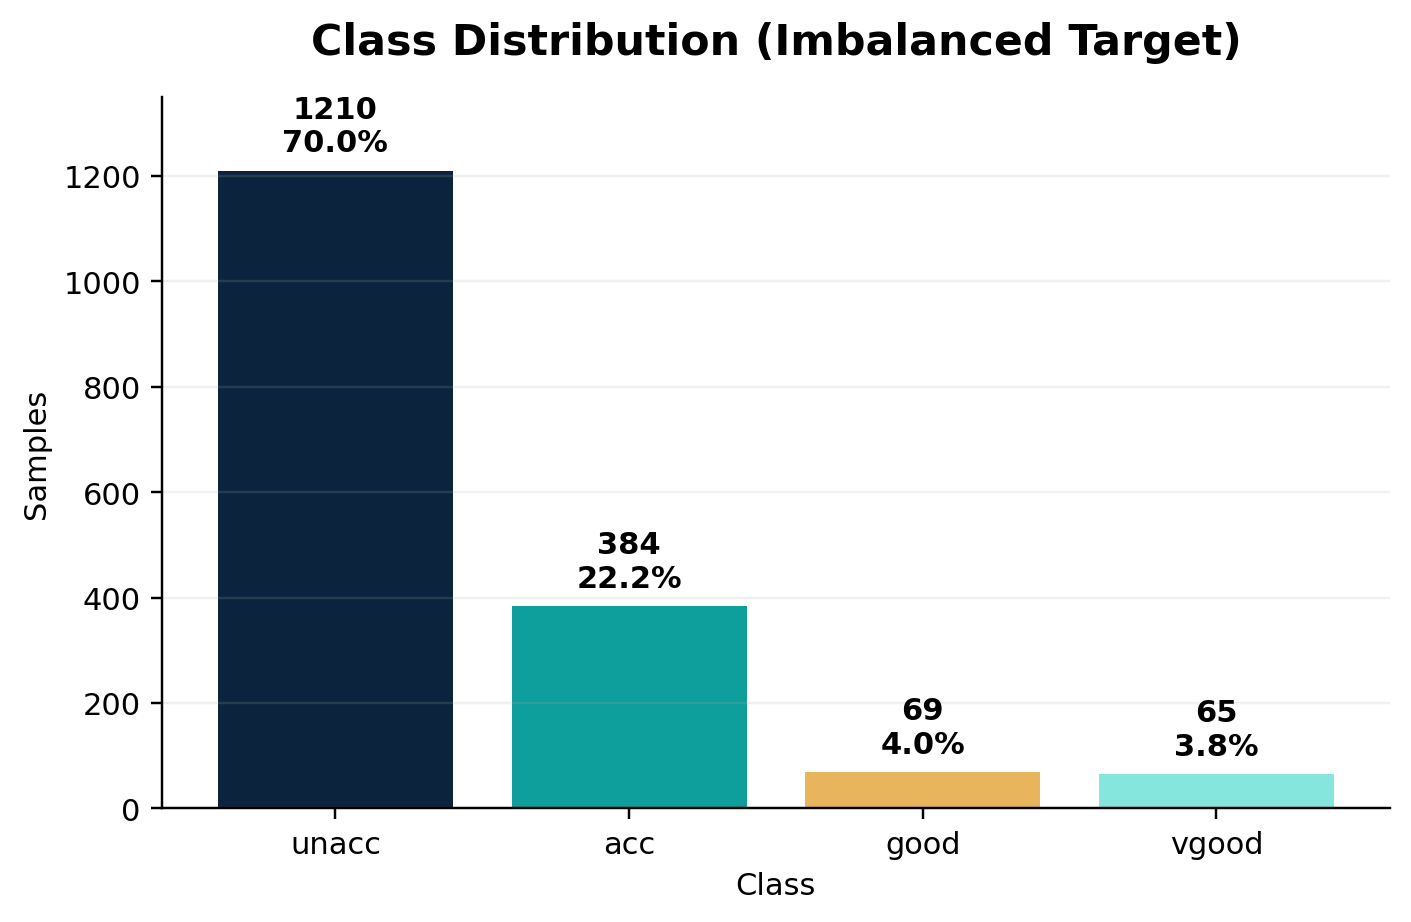 Class Distribution (Imbalanced Target)
1210
70.0%
384
22.2%
69
4.0%
65
3.8%
1200
1000
800
600
400
200
0
Samples
unacc
acc
good
vgood
Class